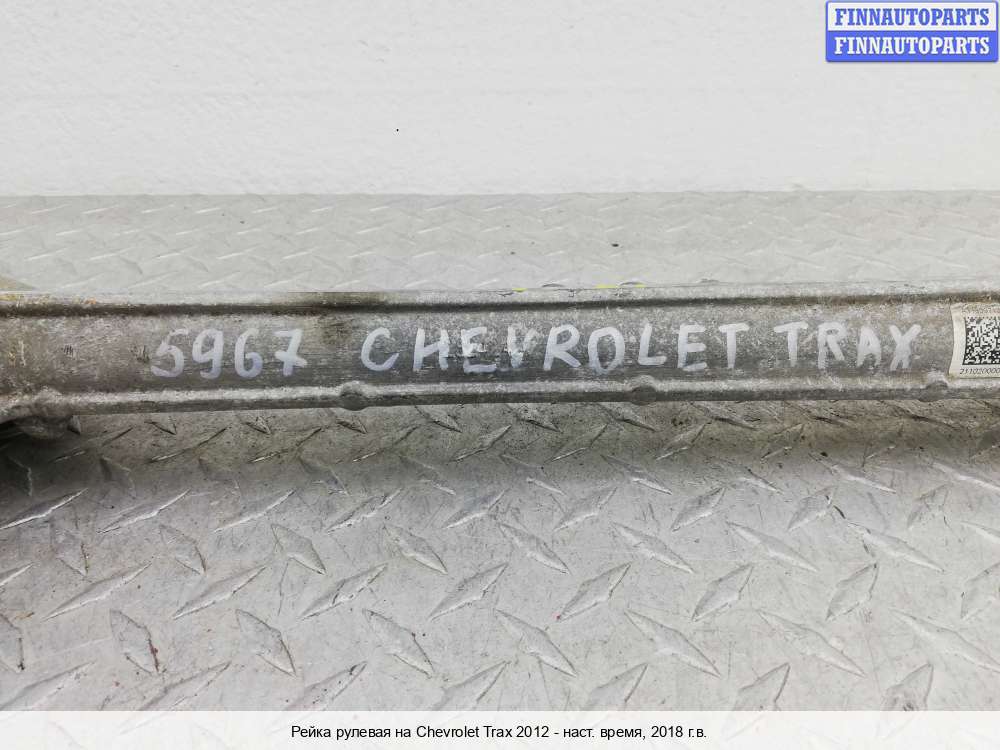 FINNAUTOPARTS
FINNAUTOPARTS
5967 CHEVROLET TRAX
Рейка рулевая на Chevrolet Trax 2012 - наст. время, 2018 г.в.